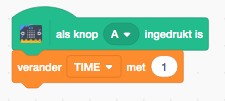 als knop A ingedrukt is
verander TIME met 1